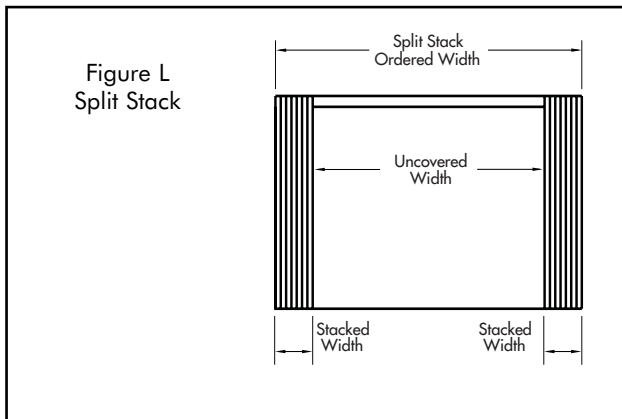 Figure L
Split Stack
Split Stack
Ordered Width
Uncovered
Width
Stacked
Width
Stacked
Width